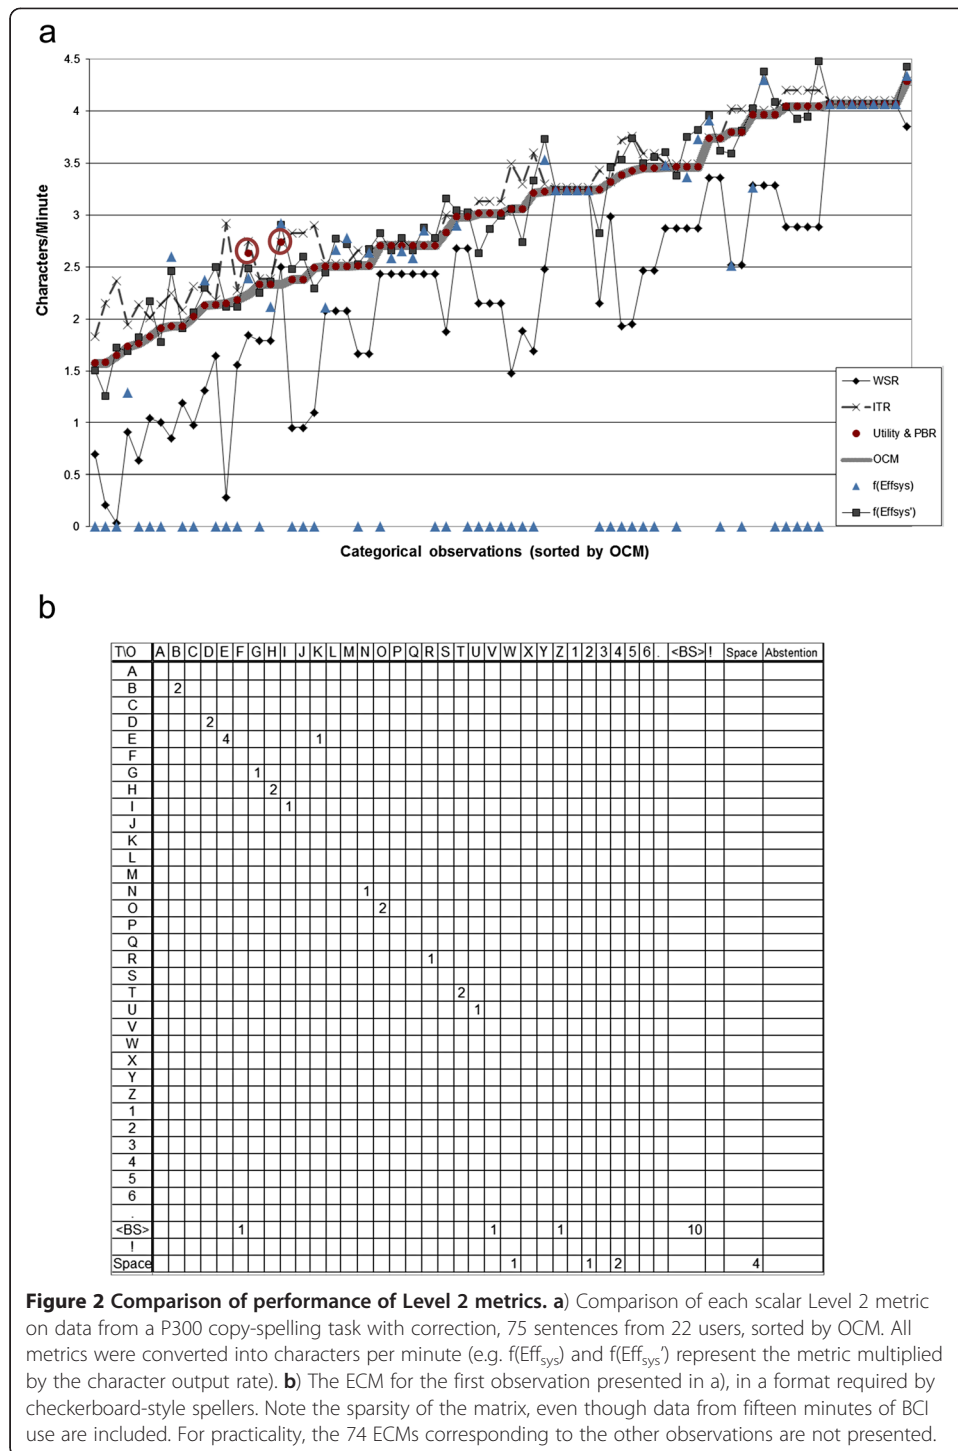 a
4.5
4
3.5
3
2.5
2
1.5
1
0.5
0
Characters/Minute
WSR
ITR
Utility & PBR
OCM
f(Effsys)
f(Effsys')
Categorical observations (sorted by OCM)
b
T\O A B C D E F G H I J K L M N O P Q R S T U V W X Y Z 1 2 3 4 5 6 . <BS> ! Space Abstention
A
B 2
C
D 2
E 4 1
F
G 1
H 2
I 1
J
K
L
M
N 1
O 2
P
Q
R 1
S
T 2
U 1
V
W
X
Y
Z
1
2
3
4
5
6
.
<BS> 1 1 1 10
!
Space 1 1 2 4
Figure 2 Comparison of performance of Level 2 metrics. a) Comparison of each scalar Level 2 metric
on data from a P300 copy-spelling task with correction, 75 sentences from 22 users, sorted by OCM. All
metrics were converted into characters per minute (e.g. f(Effsys) and f(Effsys') represent the metric multiplied
by the character output rate). b) The ECM for the first observation presented in a), in a format required by
checkerboard-style spellers. Note the sparsity of the matrix, even though data from fifteen minutes of BCI
use are included. For practicality, the 74 ECMs corresponding to the other observations are not presented.